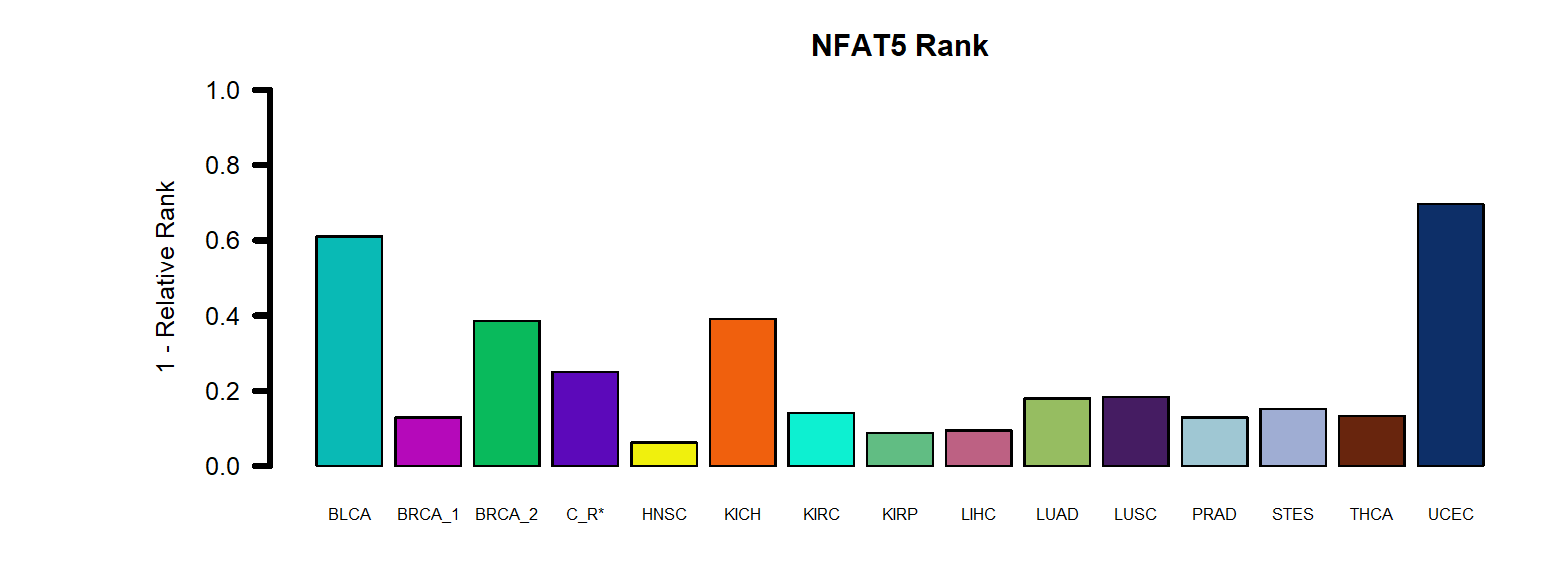 NFAT5 Rank
1 - Relative Rank
1.0
0.8
0.6
0.4
0.2
0.0
BLCA BRCA_1 BRCA_2 C_R* HNSC KICH KIRC KIRP LIHC LUAD LUSC PRAD STES THCA UCEC